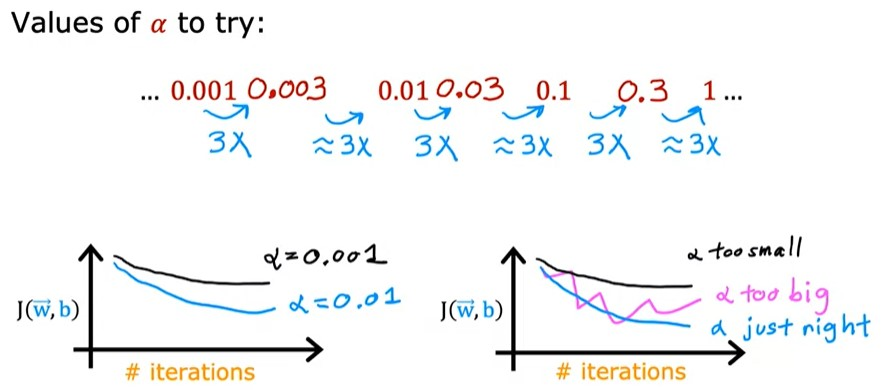 Values of α to try:
... 0.001 0.003 0.01 0.03 0.1 0.3 1 ...
3X ≈3X 3X ≈3X 3X ≈3X
α=0.001
α=0.01
J(w⃗,b)
# iterations
α too small
α too big
α just right
J(w⃗,b)
# iterations